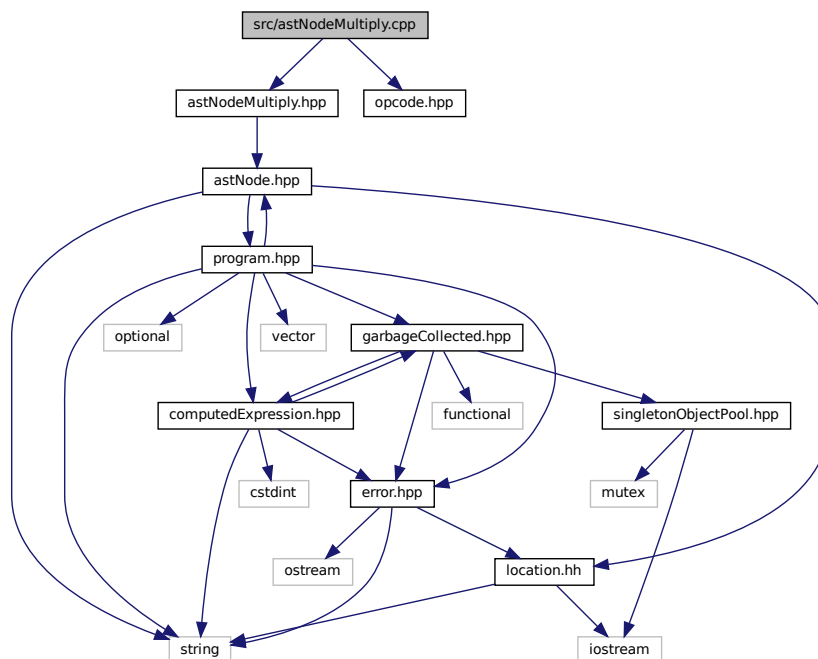 src/astNodeMultiply.cpp
astNodeMultiply.hpp
opcode.hpp
astNode.hpp
program.hpp
optional
vector
garbageCollected.hpp
computedExpression.hpp
functional
singletonObjectPool.hpp
cstdint
error.hpp
mutex
ostream
location.hh
string
iostream